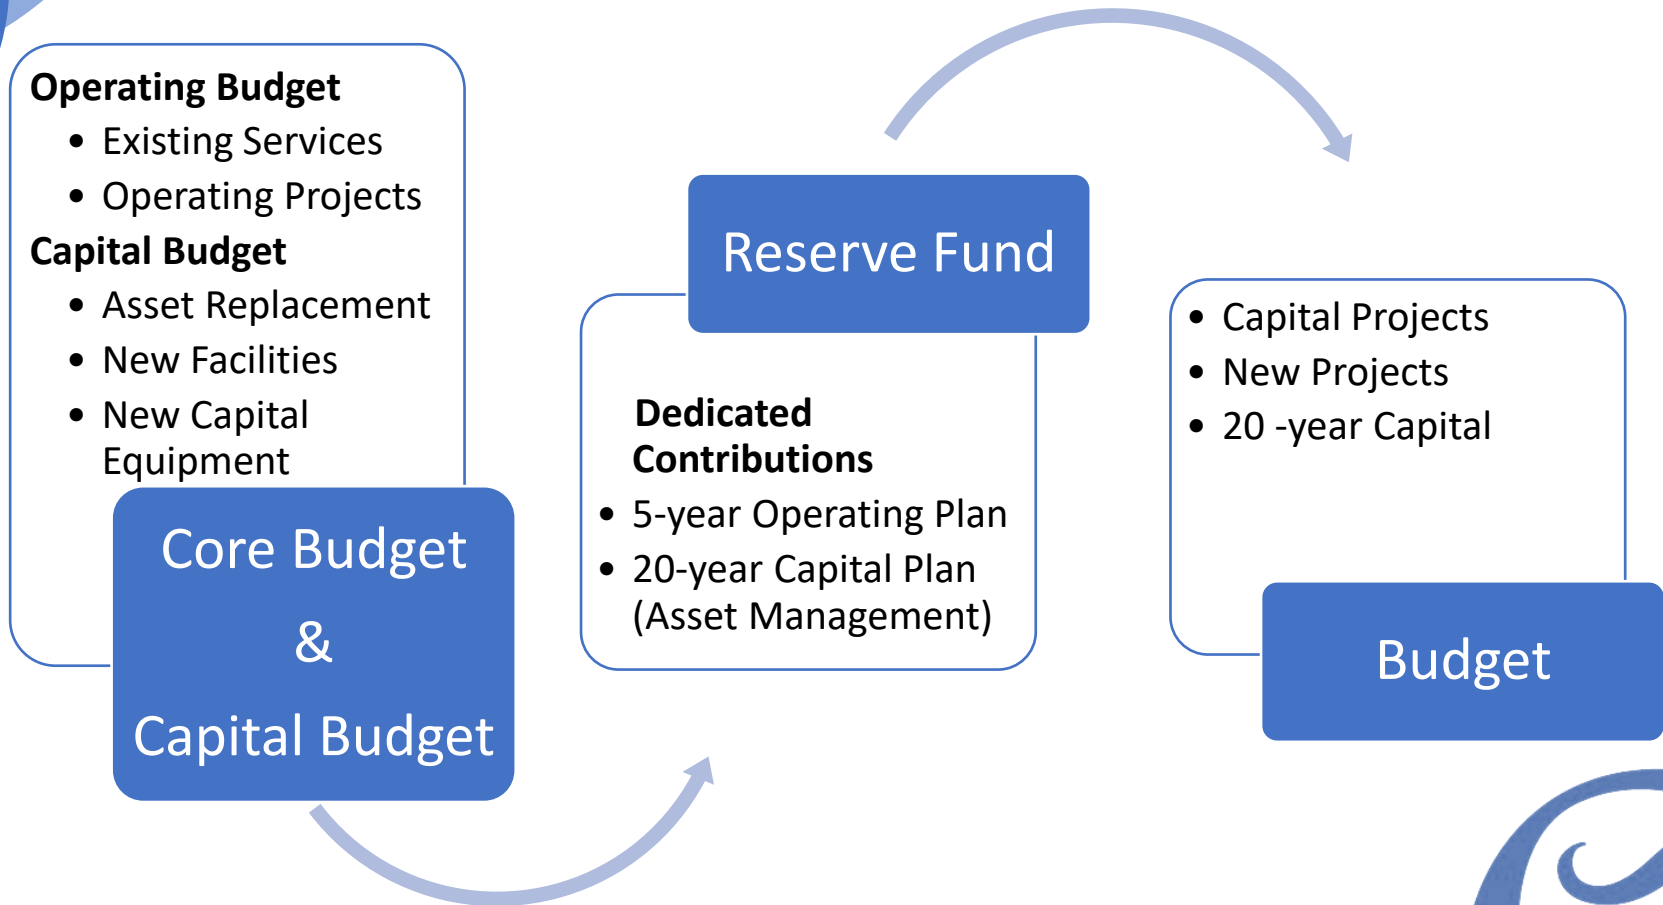 Operating Budget
• Existing Services
• Operating Projects
Capital Budget
• Asset Replacement
• New Facilities
• New Capital
Equipment
Core Budget
&
Capital Budget
Reserve Fund
Dedicated
Contributions
• 5-year Operating Plan
• 20-year Capital Plan
(Asset Management)
• Capital Projects
• New Projects
• 20 -year Capital
Budget